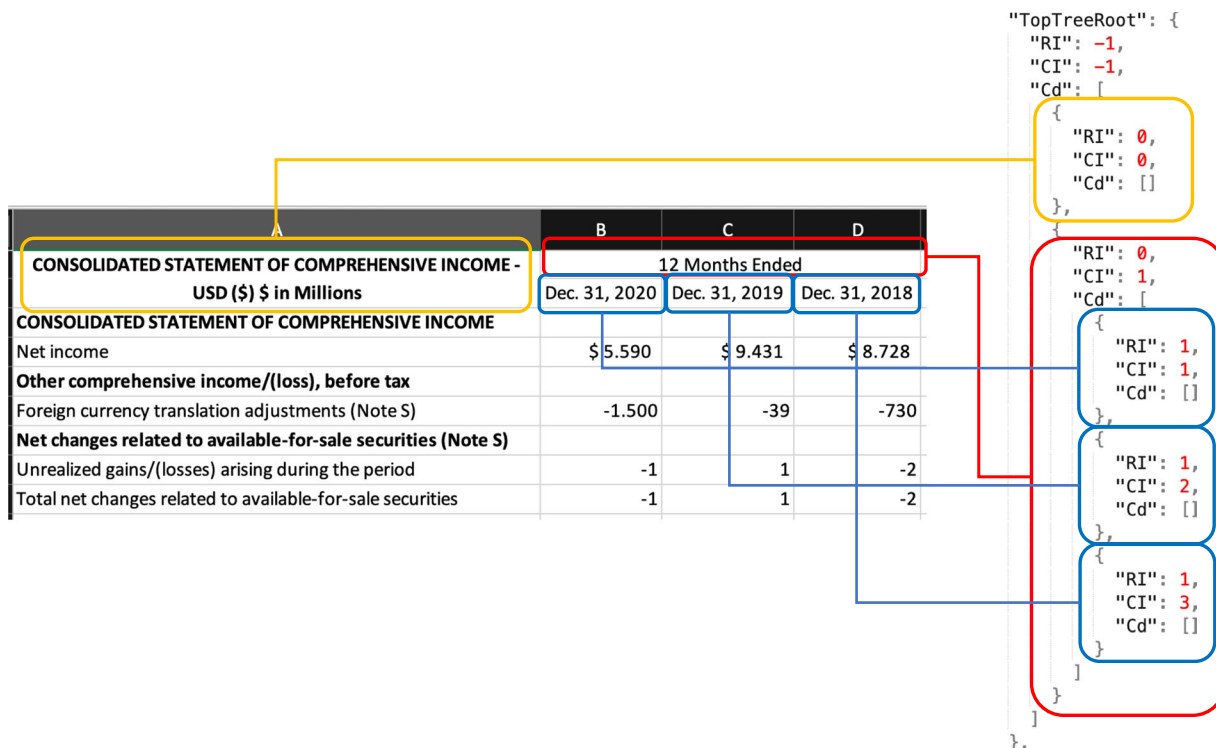 A B C D
CONSOLIDATED STATEMENT OF COMPREHENSIVE INCOME -
USD ($) $ in Millions
12 Months Ended
Dec. 31, 2020 Dec. 31, 2019 Dec. 31, 2018
CONSOLIDATED STATEMENT OF COMPREHENSIVE INCOME
Net income $ 5.590 $ 9.431 $ 8.728
Other comprehensive income/(loss), before tax
Foreign currency translation adjustments (Note S) -1.500 -39 -730
Net changes related to available-for-sale securities (Note S)
Unrealized gains/(losses) arising during the period -1 1 -2
Total net changes related to available-for-sale securities -1 1 -2
"TopTreeRoot": {
"RI": -1,
"CI": -1,
"Cd": [
{
"RI": 0,
"CI": 0,
"Cd": []
},
{
"RI": 0,
"CI": 1,
"Cd": [
{
"RI": 1,
"CI": 1,
"Cd": []
},
{
"RI": 1,
"CI": 2,
"Cd": []
},
{
"RI": 1,
"CI": 3,
"Cd": []
}
]
}
]
},